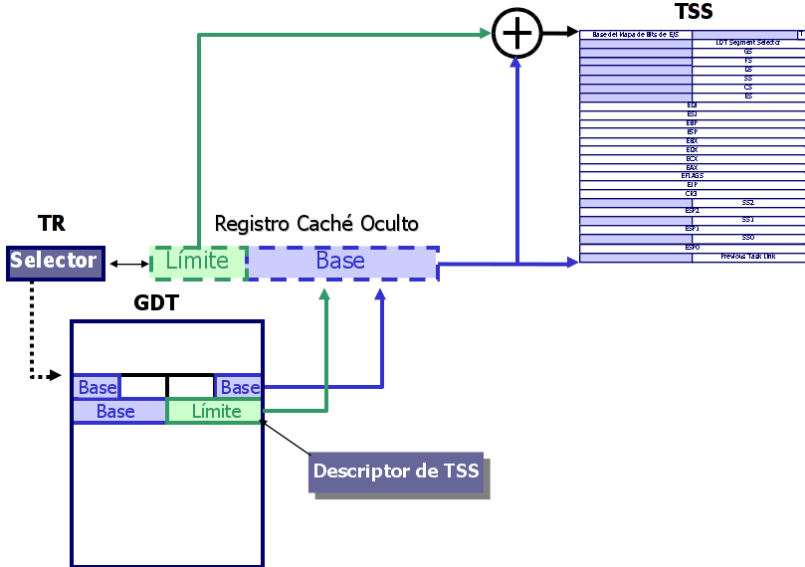 TSS
Base del Mapa de Bits de E/S T
LDT Segment Selector
GS
FS
DS
SS
CS
ES
EDI
ESI
EBP
ESP
EBX
EDX
ECX
EAX
EFLAGS
EIP
CR3
SS2
ESP2
SS1
ESP1
SS0
ESP0
Previous Task Link
TR
Registro Caché Oculto
Selector
Límite Base
GDT
Base Base
Base Límite
Descriptor de TSS